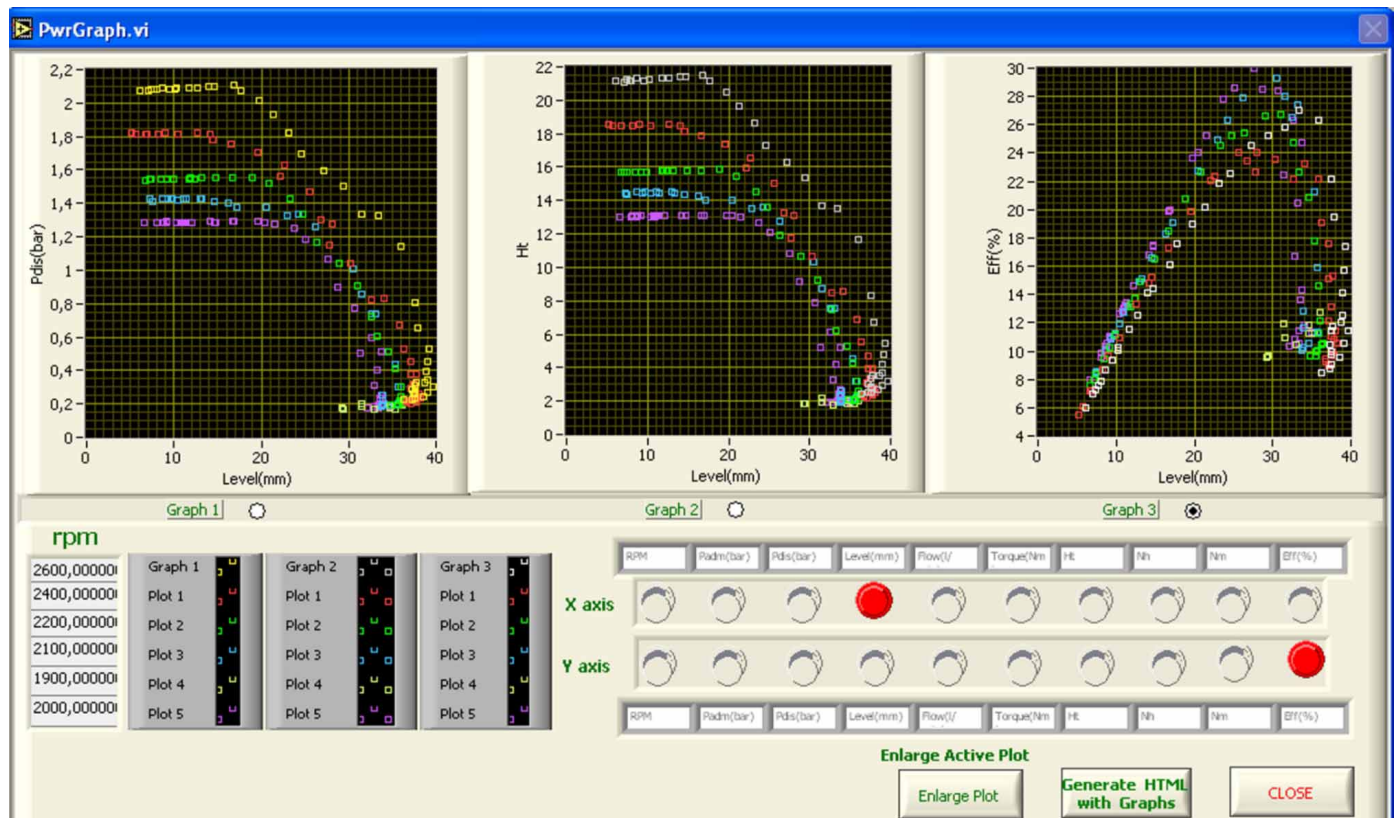 PwrGraph.vi
2,2
2
1,8
1,6
1,4
1,2
1
0,8
0,6
0,4
0,2
0
Pdis(bar)
0 10 20 30 40
Level(mm)
22
20
18
16
14
12
10
8
6
4
2
0
Ht
0 10 20 30 40
Level(mm)
30
28
26
24
22
20
18
16
14
12
10
8
6
4
Eff(%)
0 10 20 30 40
Level(mm)
Graph 1 Graph 2 Graph 3
rpm
2600,00000
2400,00000
2200,00000
2100,00000
1900,00000
2000,00000
Graph 1
Plot 1
Plot 2
Plot 3
Plot 4
Plot 5
Graph 2
Plot 1
Plot 2
Plot 3
Plot 4
Plot 5
Graph 3
Plot 1
Plot 2
Plot 3
Plot 4
Plot 5
RPM Padm(bar) Pdis(bar) Level(mm) Flow(l/ Torque(Nm Ht Nh Nm Eff(%)
X axis
Y axis
RPM Padm(bar) Pdis(bar) Level(mm) Flow(l/ Torque(Nm Ht Nh Nm Eff(%)
Enlarge Active Plot
Enlarge Plot
Generate HTML
with Graphs
CLOSE